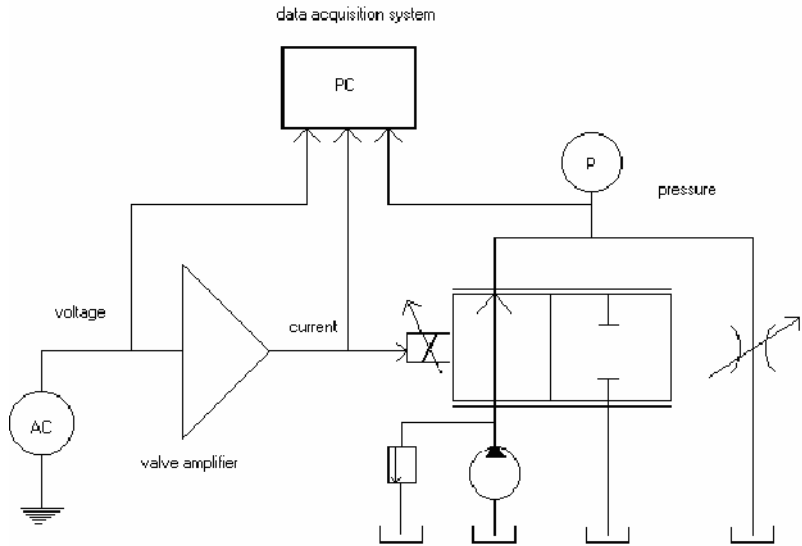 data acquisition system
PC
P
pressure
voltage
current
AC
valve amplifier